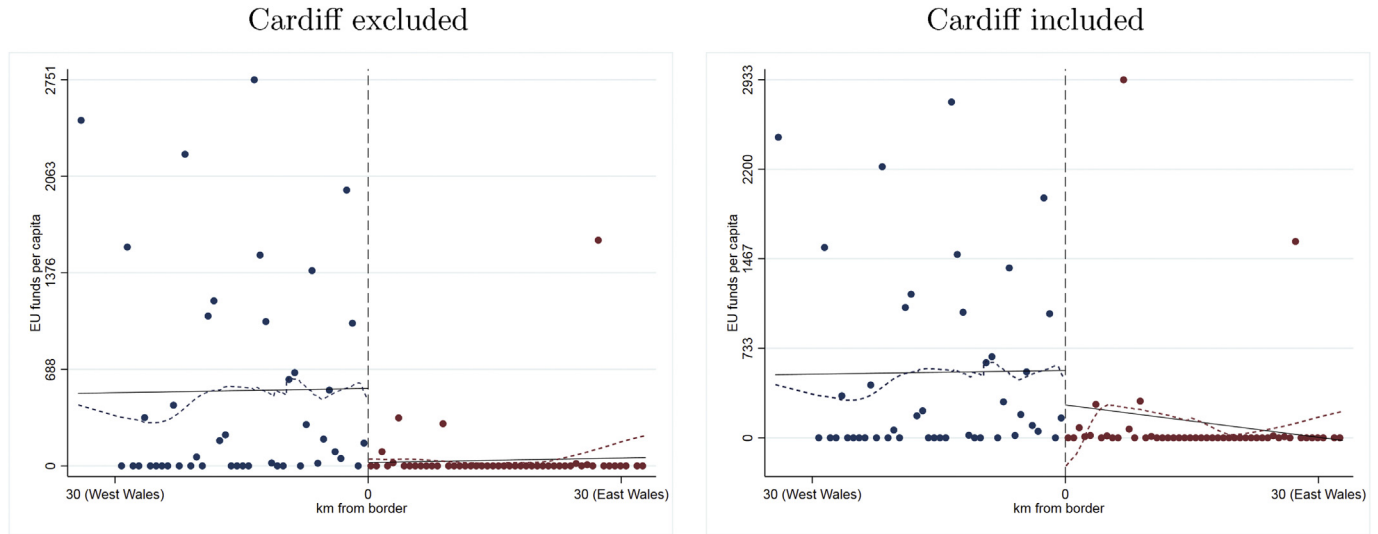 Cardiff excluded
EU funds per capita
2751
2063
1376
688
0
30 (West Wales)
0
30 (East Wales)
km from border
Cardiff included
EU funds per capita
2933
2200
1467
733
0
30 (West Wales)
0
30 (East Wales)
km from border